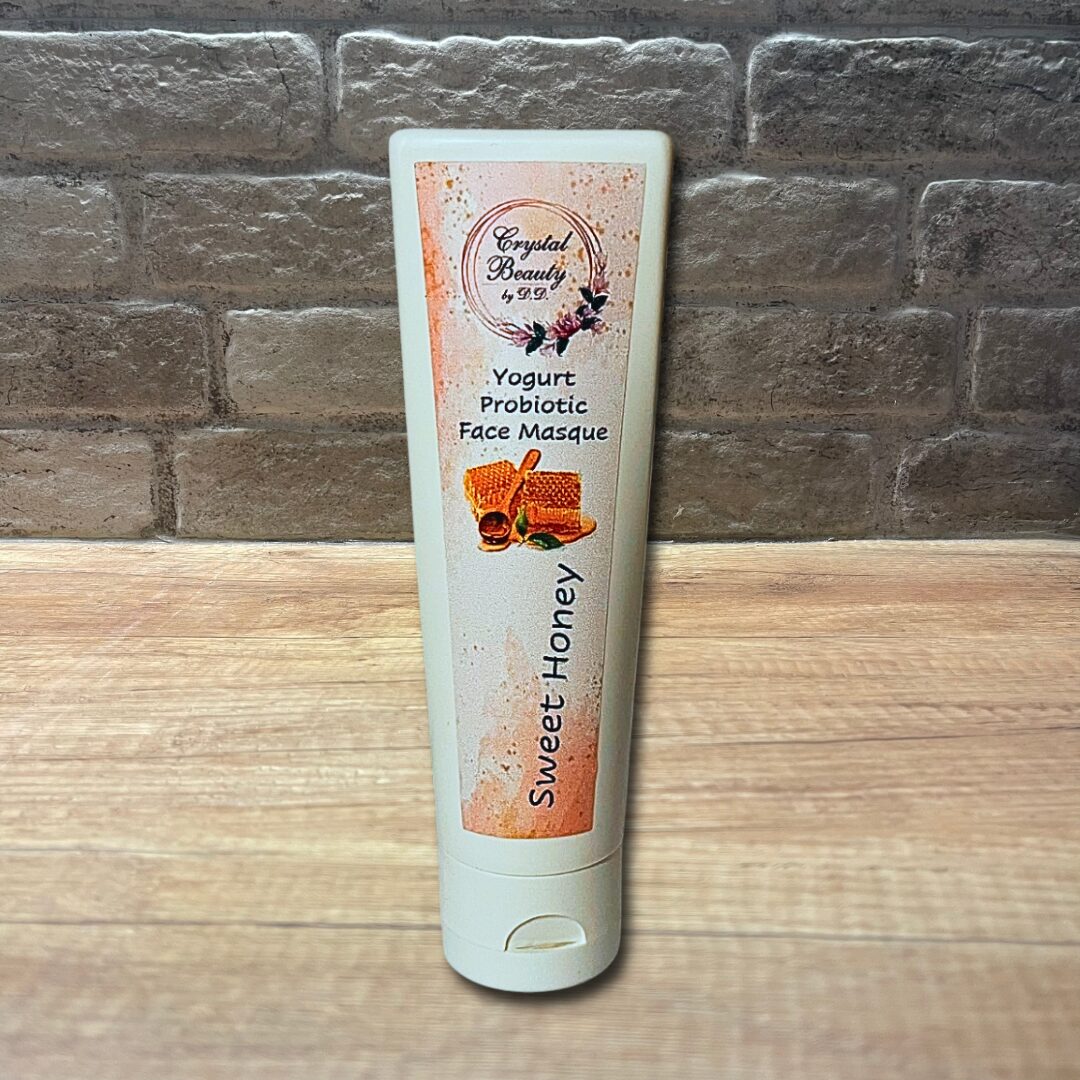 Crystal
Beauty
by D.D.
Yogurt
Probiotic
Face Masque
Sweet Honey